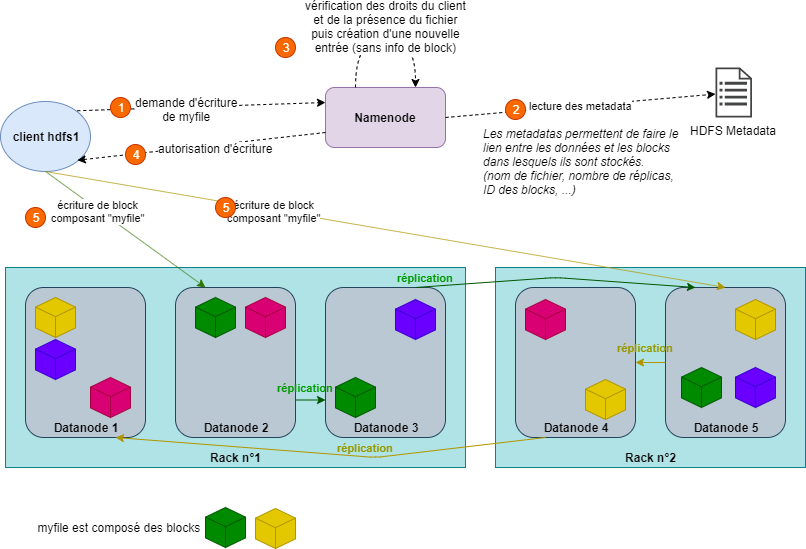 vérification des droits du client
et de la présence du fichier
puis création d'une nouvelle
entrée (sans info de block)
3
1
demande d'écriture
de myfile
client hdfs1
4
autorisation d'écriture
Namenode
2
lecture des metadata
HDFS Metadata
Les metadatas permettent de faire le
lien entre les données et les blocks
dans lesquels ils sont stockés.
(nom de fichier, nombre de réplicas,
ID des blocks, ...)
5
écriture de block
composant "myfile"
5
écriture de block
composant "myfile"
réplication
réplication
réplication
réplication
Datanode 1
Datanode 2
Datanode 3
Datanode 4
Datanode 5
Rack n°1
Rack n°2
myfile est composé des blocks